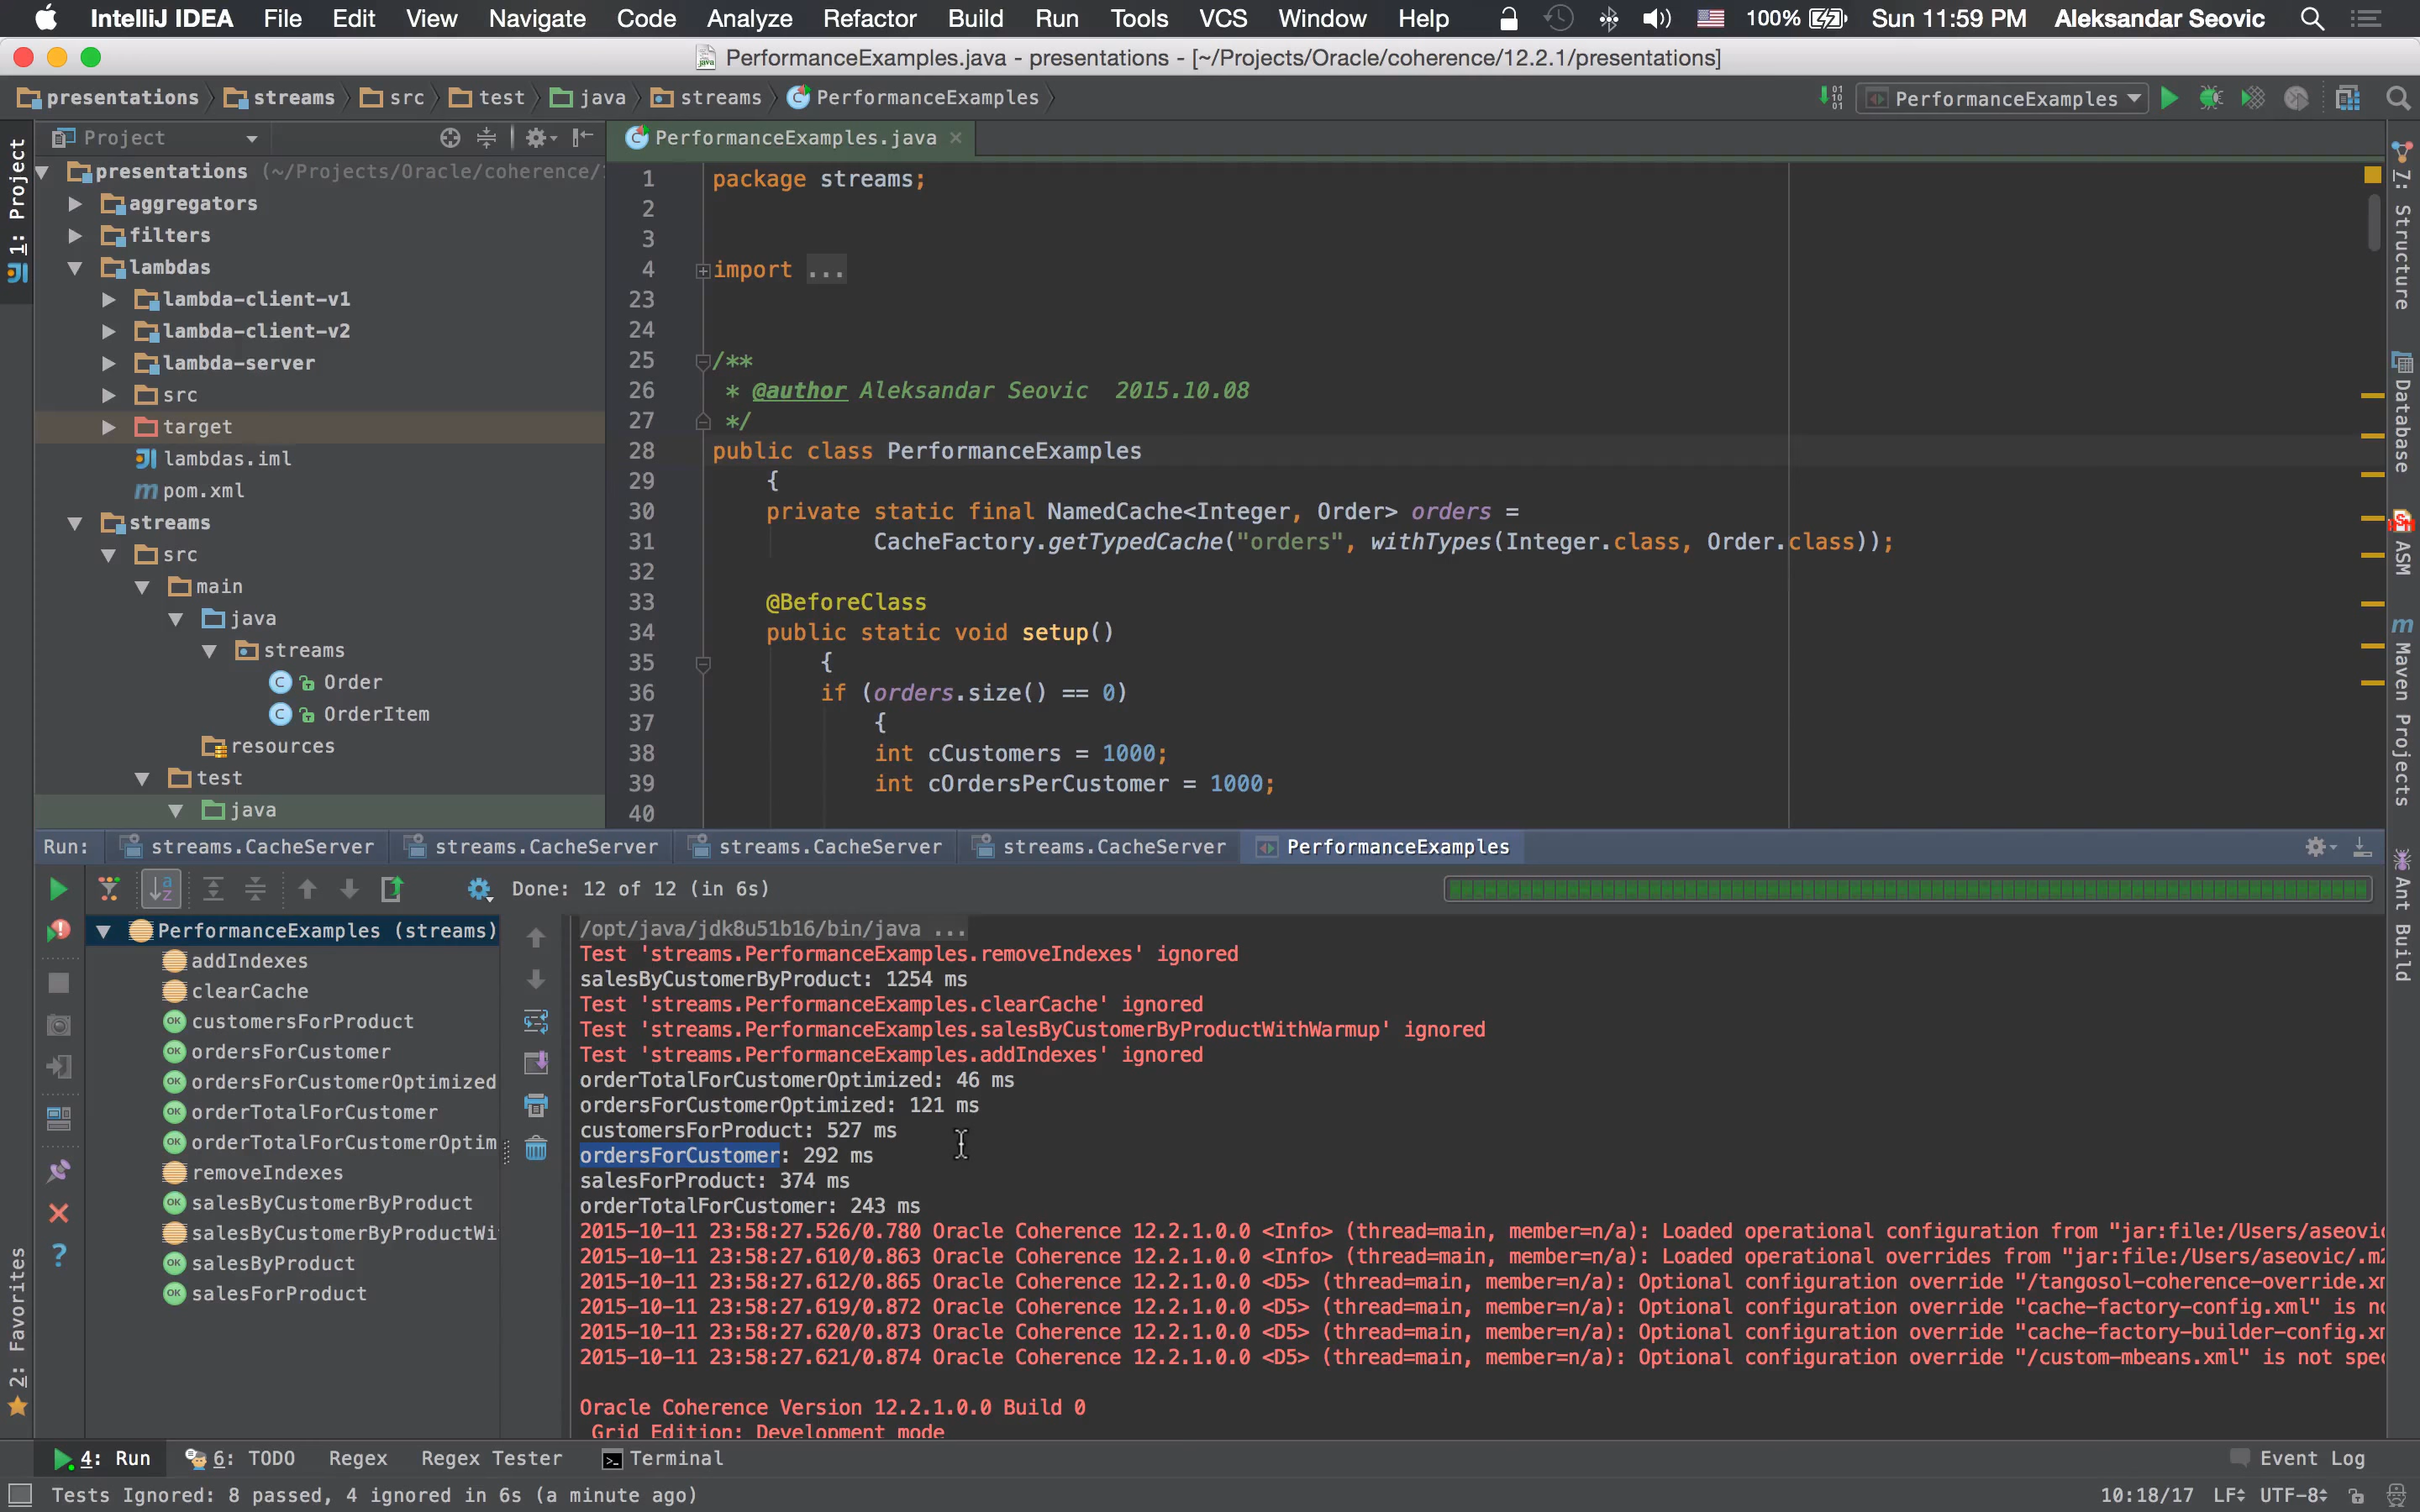 IntelliJ IDEA File Edit View Navigate Code Analyze Refactor Build Run Tools VCS Window Help 100% Sun 11:59 PM Aleksandar Seovic
PerformanceExamples.java - presentations - [~/Projects/Oracle/coherence/12.2.1/presentations]
presentations streams src test java streams PerformanceExamples PerformanceExamples
Project PerformanceExamples.java
1: Project
presentations (~/Projects/Oracle/coherence/
aggregators
filters
lambdas
lambda-client-v1
lambda-client-v2
lambda-server
src
target
lambdas.iml
pom.xml
streams
src
main
java
streams
Order
OrderItem
resources
test
java
1 package streams;
2
3
4 import ...
23
24
25 /**
26 * @author Aleksandar Seovic 2015.10.08
27 */
28 public class PerformanceExamples
29 {
30 private static final NamedCache<Integer, Order> orders =
31 CacheFactory.getTypedCache("orders", withTypes(Integer.class, Order.class));
32
33 @BeforeClass
34 public static void setup()
35 {
36 if (orders.size() == 0)
37 {
38 int cCustomers = 1000;
39 int cOrdersPerCustomer = 1000;
40
7: Structure
Database
ASM
Maven Projects
Ant Build
Run: streams.CacheServer streams.CacheServer streams.CacheServer streams.CacheServer PerformanceExamples
Done: 12 of 12 (in 6s)
PerformanceExamples (streams)
addIndexes
clearCache
OK customersForProduct
OK ordersForCustomer
OK ordersForCustomerOptimized
OK orderTotalForCustomer
OK orderTotalForCustomerOptim
removeIndexes
OK salesByCustomerByProduct
salesByCustomerByProductWi
OK salesByProduct
OK salesForProduct
/opt/java/jdk8u51b16/bin/java ...
Test 'streams.PerformanceExamples.removeIndexes' ignored
salesByCustomerByProduct: 1254 ms
Test 'streams.PerformanceExamples.clearCache' ignored
Test 'streams.PerformanceExamples.salesByCustomerByProductWithWarmup' ignored
Test 'streams.PerformanceExamples.addIndexes' ignored
orderTotalForCustomerOptimized: 46 ms
ordersForCustomerOptimized: 121 ms
customersForProduct: 527 ms
ordersForCustomer: 292 ms
salesForProduct: 374 ms
orderTotalForCustomer: 243 ms
2015-10-11 23:58:27.526/0.780 Oracle Coherence 12.2.1.0.0 <Info> (thread=main, member=n/a): Loaded operational configuration from "jar:file:/Users/aseovic
2015-10-11 23:58:27.610/0.863 Oracle Coherence 12.2.1.0.0 <Info> (thread=main, member=n/a): Loaded operational overrides from "jar:file:/Users/aseovic/.m2
2015-10-11 23:58:27.612/0.865 Oracle Coherence 12.2.1.0.0 <D5> (thread=main, member=n/a): Optional configuration override "/tangosol-coherence-override.xm
2015-10-11 23:58:27.619/0.872 Oracle Coherence 12.2.1.0.0 <D5> (thread=main, member=n/a): Optional configuration override "cache-factory-config.xml" is no
2015-10-11 23:58:27.620/0.873 Oracle Coherence 12.2.1.0.0 <D5> (thread=main, member=n/a): Optional configuration override "cache-factory-builder-config.xm
2015-10-11 23:58:27.621/0.874 Oracle Coherence 12.2.1.0.0 <D5> (thread=main, member=n/a): Optional configuration override "/custom-mbeans.xml" is not spec
Oracle Coherence Version 12.2.1.0.0 Build 0
Grid Edition: Development mode
2: Favorites
4: Run 6: TODO Regex Regex Tester Terminal Event Log
Tests Ignored: 8 passed, 4 ignored in 6s (a minute ago) 10:18/17 LF UTF-8